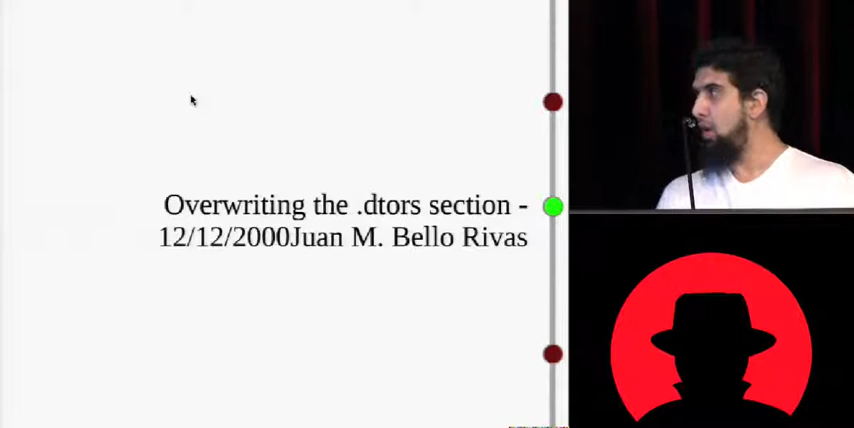 Overwriting the .dtors section -
12/12/2000Juan M. Bello Rivas